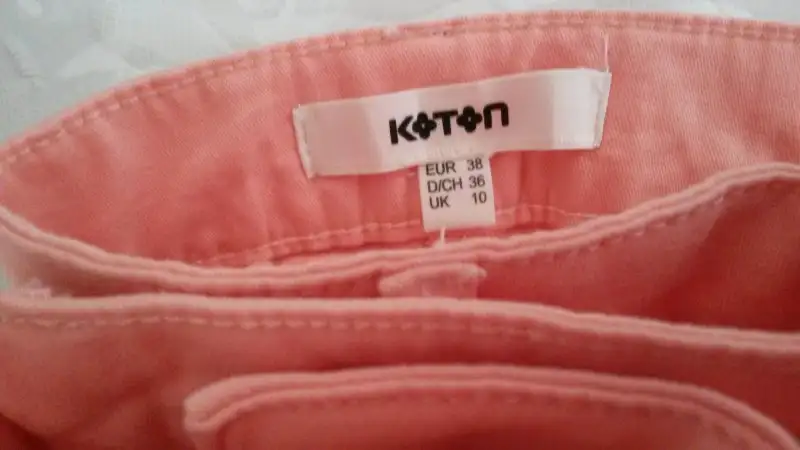 KOTON
EUR 38
D/CH 36
UK 10